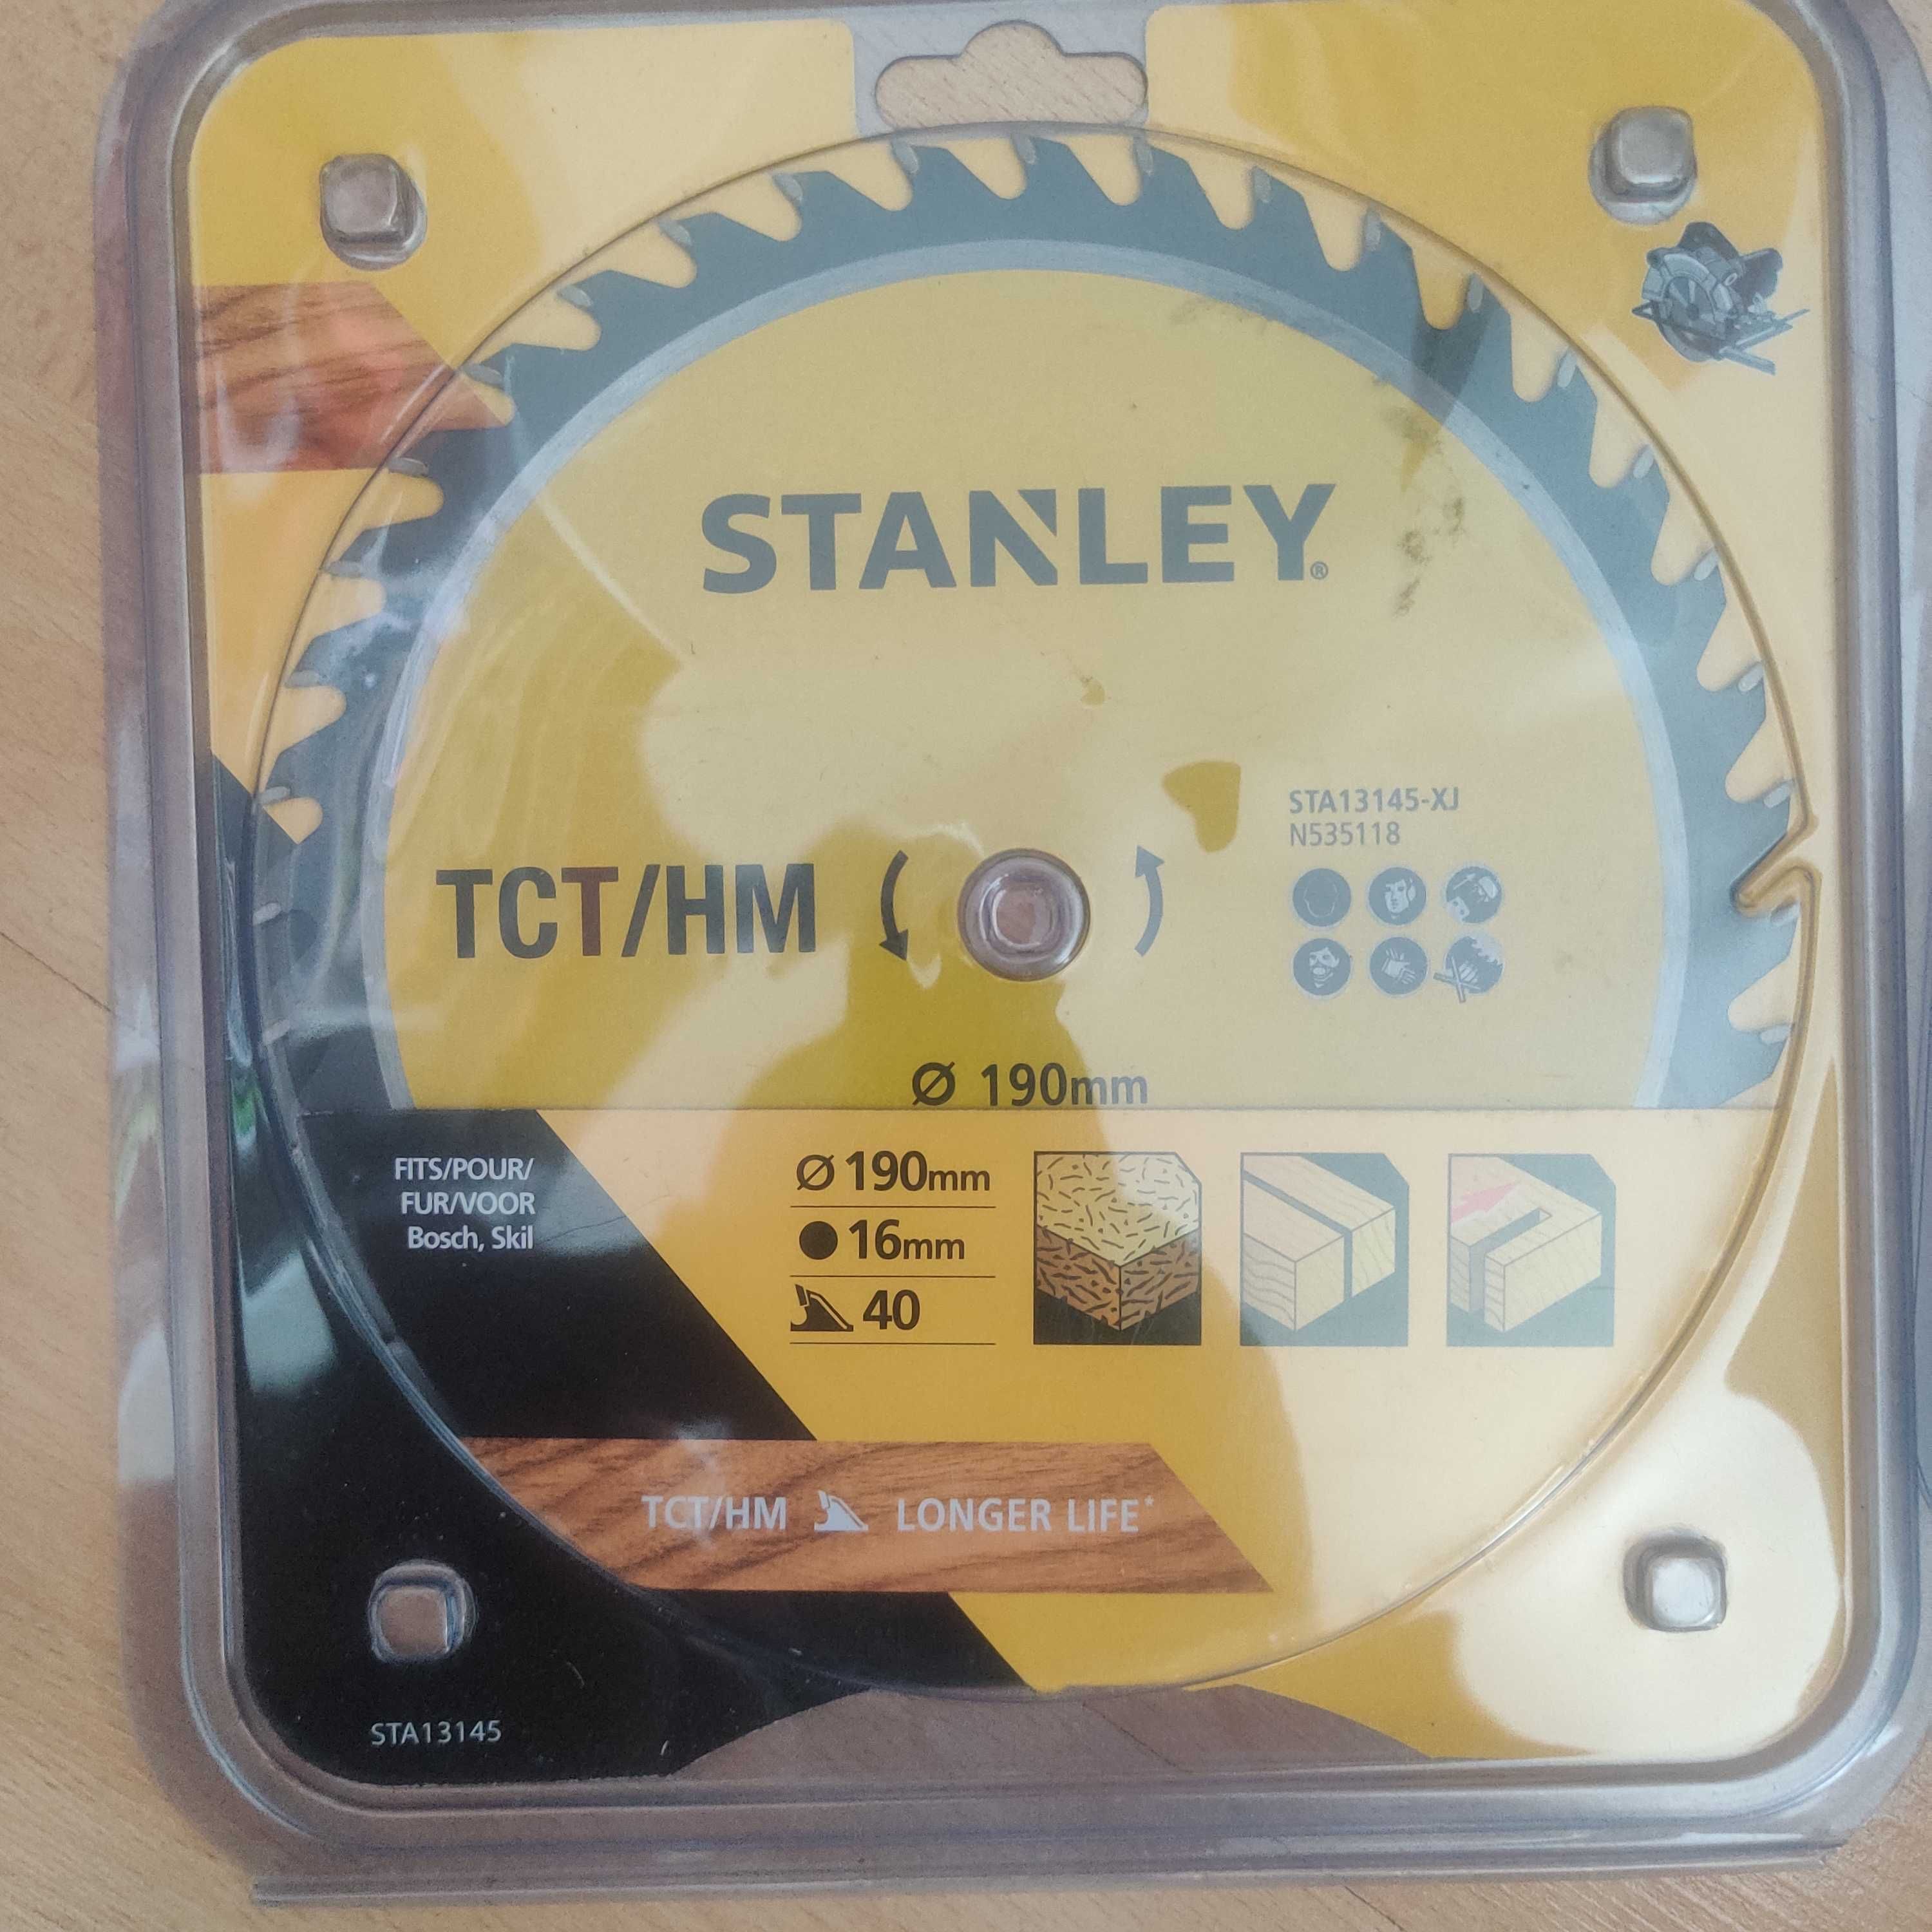 STANLEY®
STA13145-XJ
N535118
TCT/HM
Ø 190mm
FITS/POUR/
FUR/VOOR
Bosch, Skil
Ø 190mm
16mm
40
TCT/HM LONGER LIFE*
STA13145